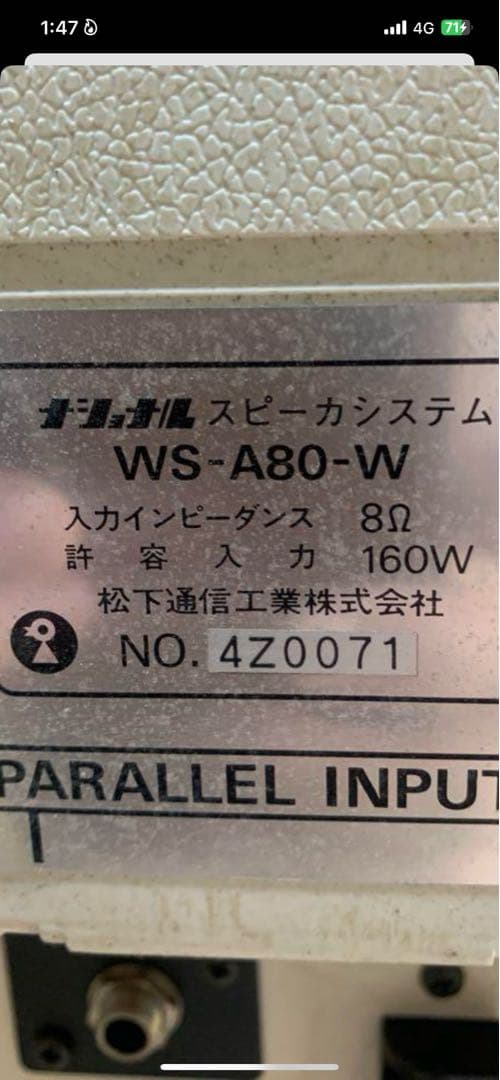 1:47
4G
71
ナショナル スピーカシステム
WS-A80-W
入力インピーダンス 8Ω
許容入力 160W
松下通信工業株式会社
NO. 4Z0071
PARALLEL INPUT